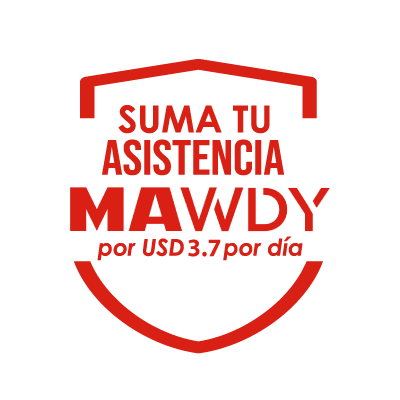 SUMA TU
ASISTENCIA
MAWDY
por USD 3.7 por día